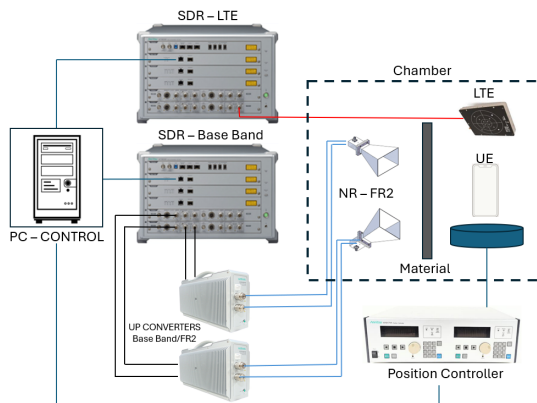 SDR – LTE
Chamber
LTE
SDR – Base Band
UE
NR – FR2
PC – CONTROL
Material
UP CONVERTERS
Base Band/FR2
Position Controller